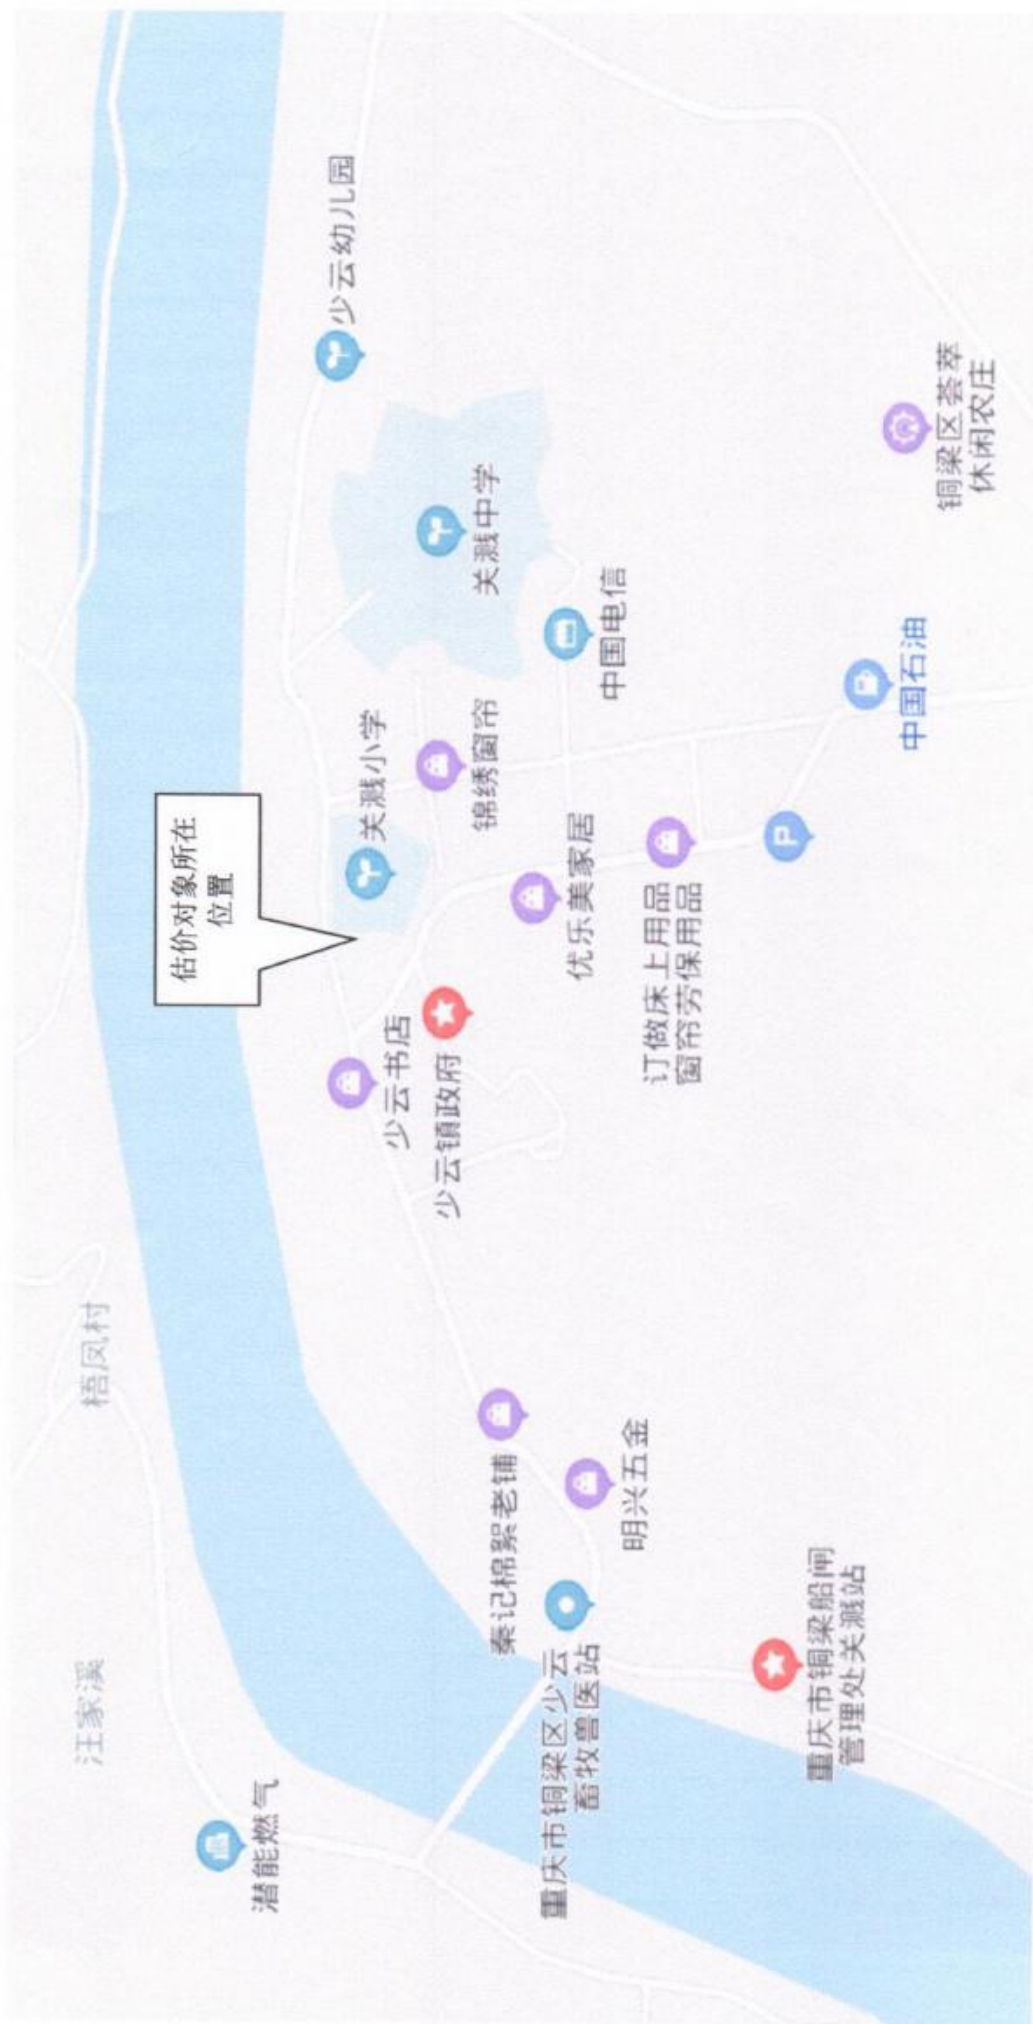 汪家溪
梧凤村
潜能燃气
估价对象所在
位置
少云幼儿园
关溅小学
关溅中学
少云书店
少云镇政府
锦绣窗帘
中国电信
秦记棉絮老铺
优乐美家居
重庆市铜梁区少云
畜牧兽医站
明兴五金
订做床上用品
窗帘劳保用品
P
中国石油
铜梁区荟萃
休闲农庄
重庆市铜梁船闸
管理处关溅站